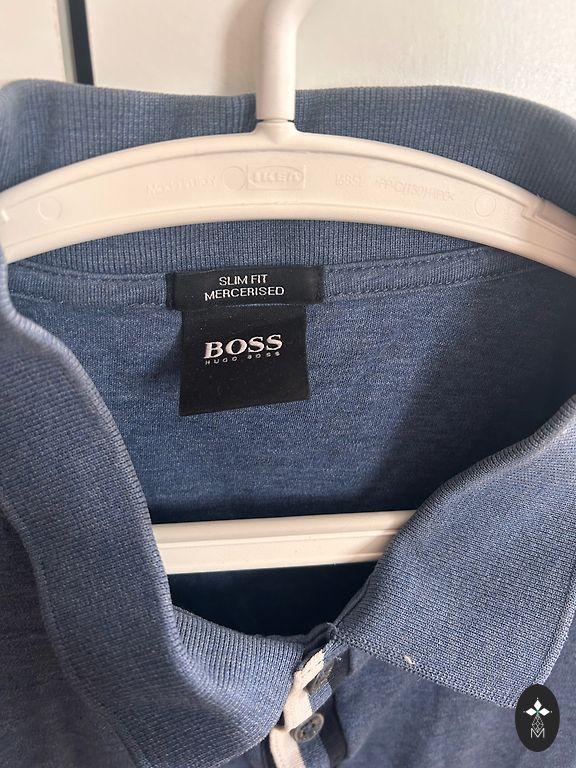 IKEA
SLIM FIT
MERCERISED
BOSS
HUGO BOSS